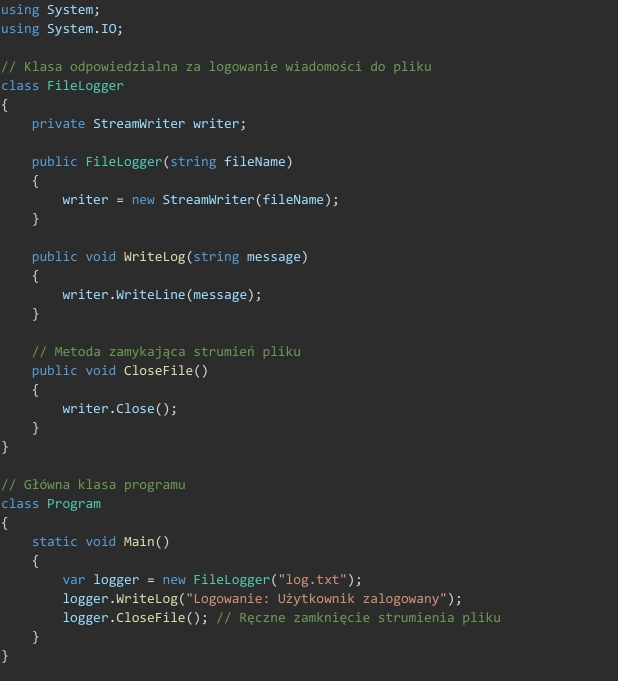 using System;
using System.IO;
// Klasa odpowiedzialna za logowanie wiadomości do pliku
class FileLogger
{
    private StreamWriter writer;
    public FileLogger(string fileName)
    {
        writer = new StreamWriter(fileName);
    }
    public void WriteLog(string message)
    {
        writer.WriteLine(message);
    }
    // Metoda zamykająca strumień pliku
    public void CloseFile()
    {
        writer.Close();
    }
}
// Główna klasa programu
class Program
{
    static void Main()
    {
        var logger = new FileLogger("log.txt");
        logger.WriteLog("Logowanie: Użytkownik zalogowany");
        logger.CloseFile(); // Ręczne zamknięcie strumienia pliku
    }
}